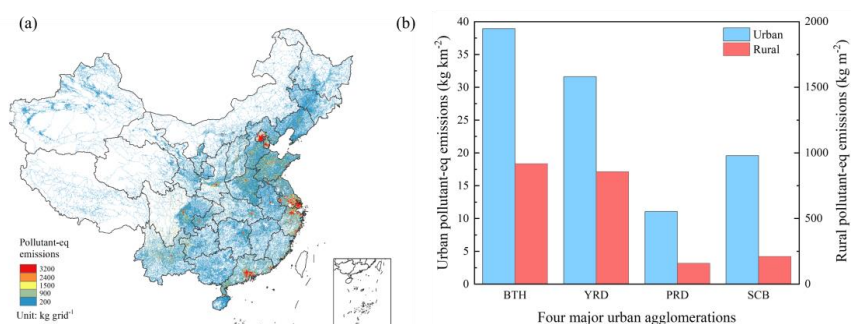 (a)
Pollutant-eq
emissions
3200
2400
1500
900
200
Unit: kg grid⁻¹
(b)
Urban pollutant-eq emissions (kg km⁻²)
40
35
30
25
20
15
10
5
0
Urban
Rural
2000
1500
1000
500
0
Rural pollutant-eq emissions (kg m⁻²)
BTH YRD PRD SCB
Four major urban agglomerations